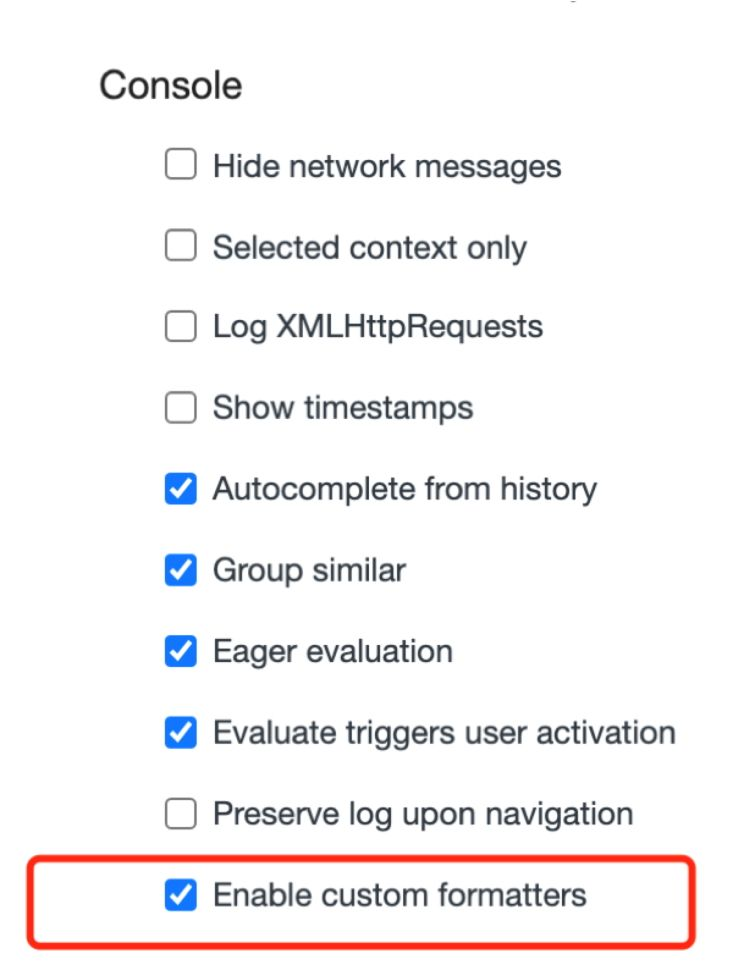 Console
Hide network messages
Selected context only
Log XMLHttpRequests
Show timestamps
Autocomplete from history
Group similar
Eager evaluation
Evaluate triggers user activation
Preserve log upon navigation
Enable custom formatters